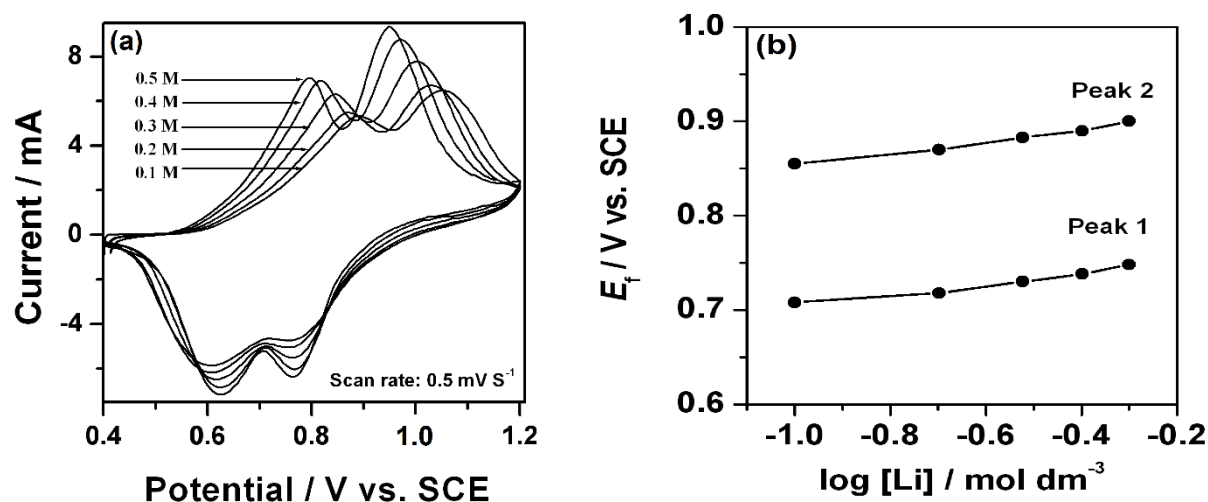 (a)
8
4
0
-4
Current / mA
0.5 M
0.4 M
0.3 M
0.2 M
0.1 M
Scan rate: 0.5 mV S⁻¹
0.4 0.6 0.8 1.0 1.2
Potential / V vs. SCE
(b)
1.0
0.9
0.8
0.7
0.6
E_f / V vs. SCE
Peak 2
Peak 1
-1.0 -0.8 -0.6 -0.4 -0.2
log [Li] / mol dm⁻³